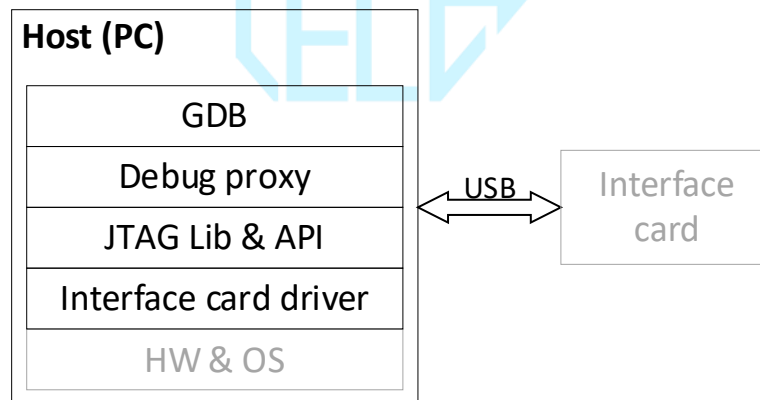 Host (PC)
GDB
Debug proxy
JTAG Lib & API
Interface card driver
HW & OS
USB
Interface
card